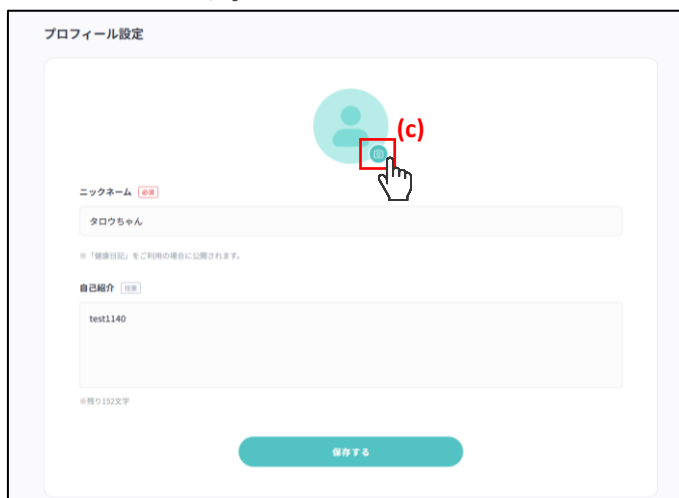 プロフィール設定
(c)
ニックネーム 必須
タロウちゃん
※「健康日記」をご利用の場合に公開されます。
自己紹介 任意
test1140
※残り152文字
保存する